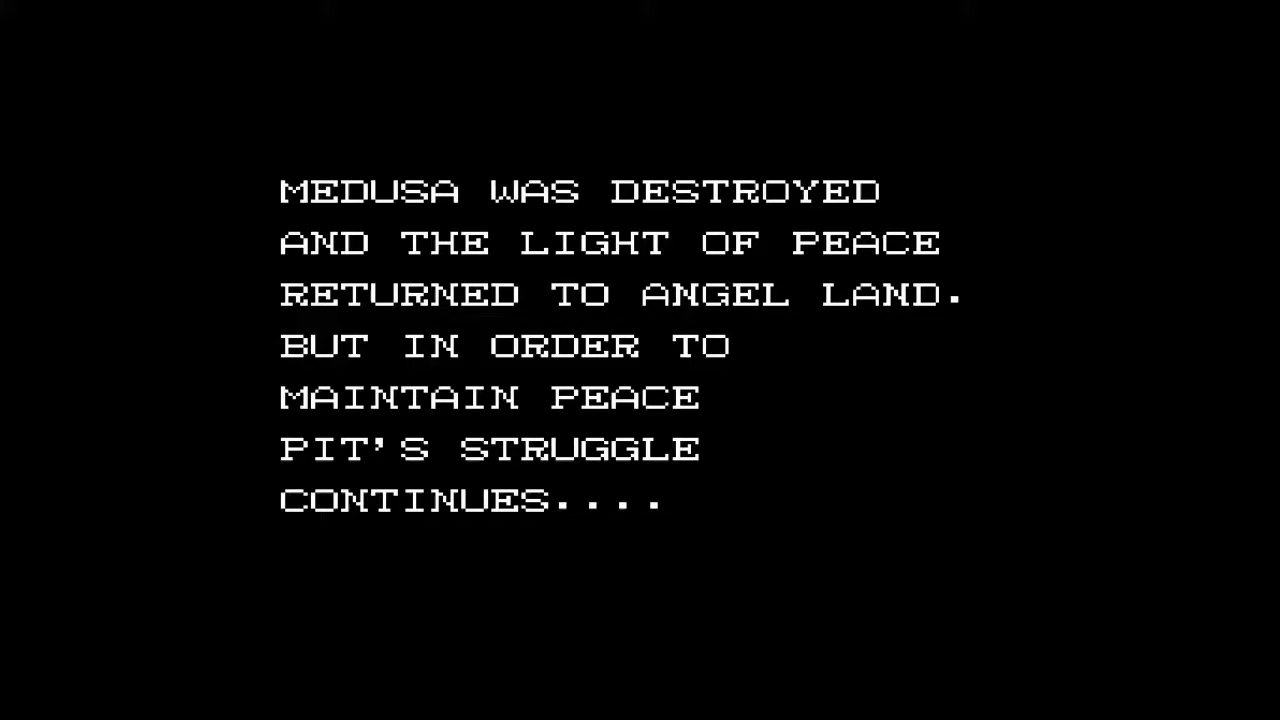 MEDUSA WAS DESTROYED
AND THE LIGHT OF PEACE
RETURNED TO ANGEL LAND.
BUT IN ORDER TO
MAINTAIN PEACE
PIT'S STRUGGLE
CONTINUES....